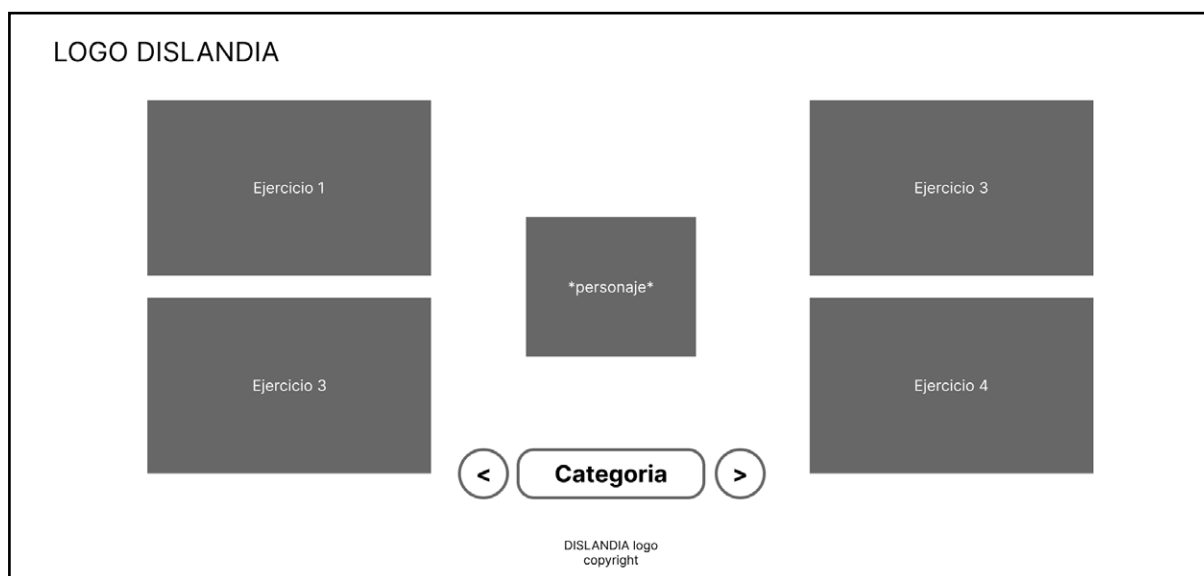 LOGO DISLANDIA
Ejercicio 1
Ejercicio 3
*personaje*
Ejercicio 3
Ejercicio 4
<
Categoria
>
DISLANDIA logo
copyright